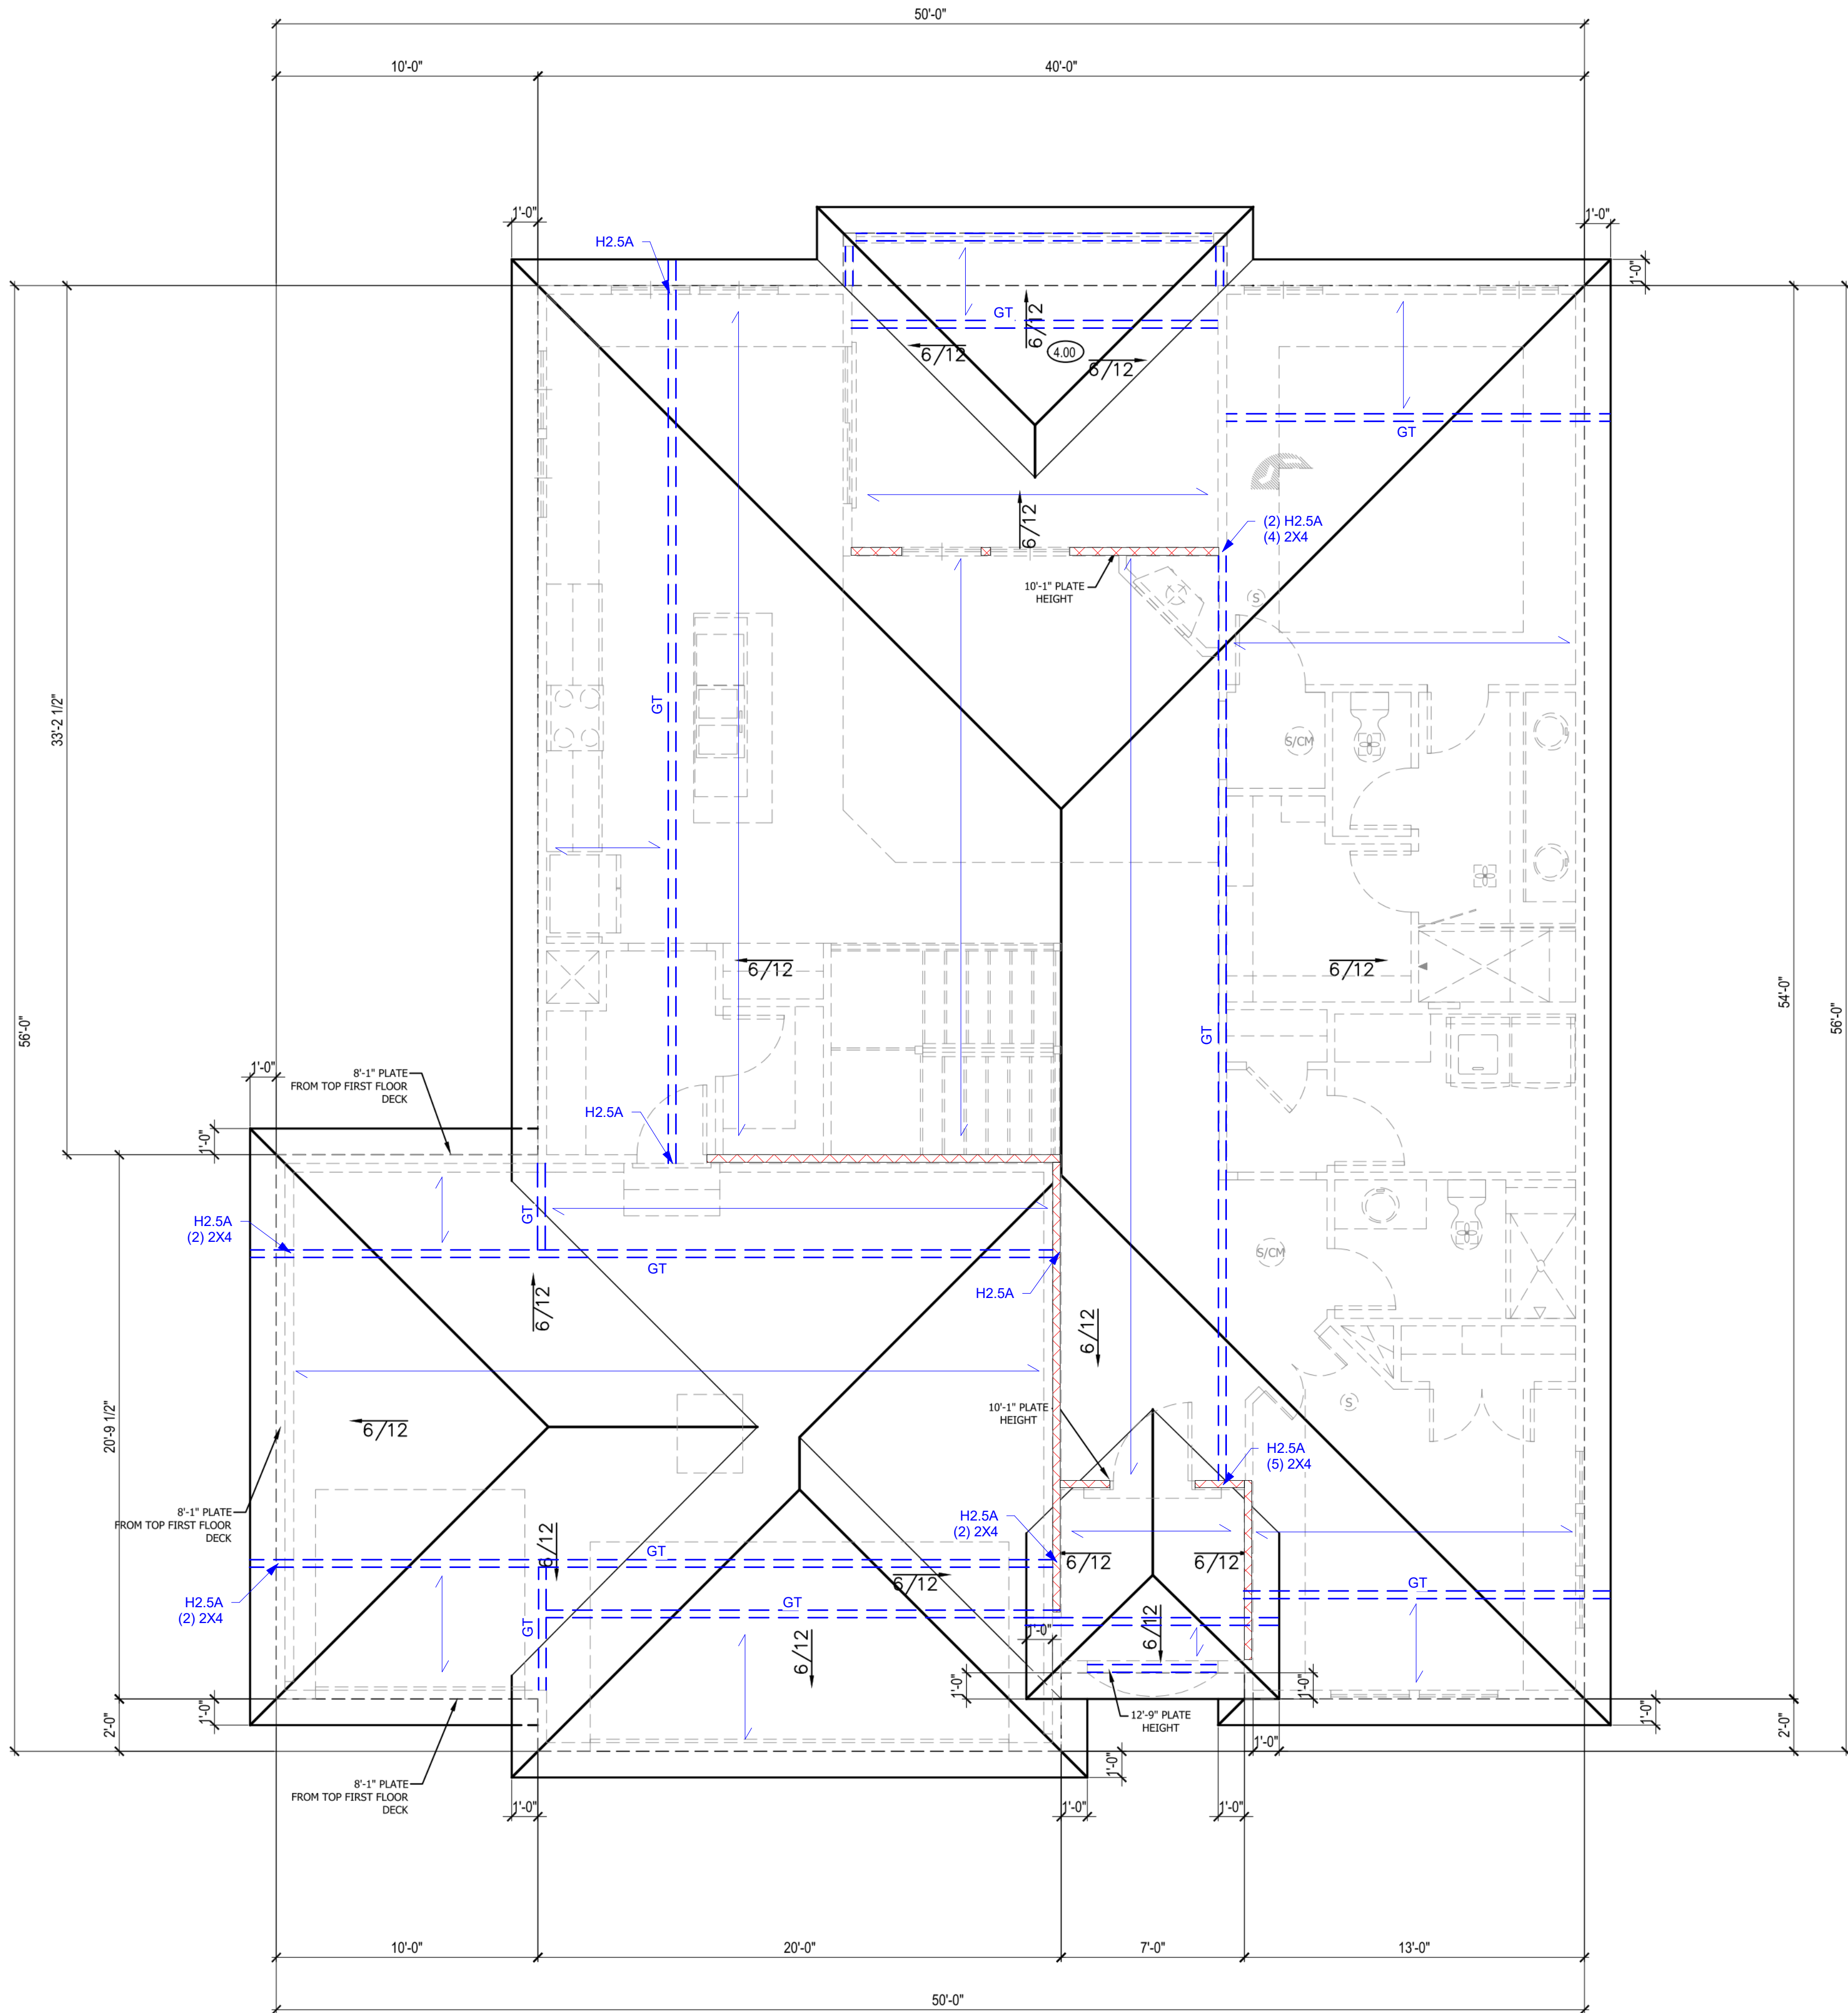 50'-0"
10'-0"
40'-0"
1'-0"
H2.5A
1'-0"
1'-0"
GT
6/12
6/12
4.00
6/12
GT
6/12
(2) H2.5A
(4) 2X4
10'-1" PLATE
HEIGHT
S
33'-2 1/2"
GT
S/CM
6/12
6/12
56'-0"
54'-0"
56'-0"
GT
1'-0"
8'-1" PLATE
FROM TOP FIRST FLOOR
DECK
H2.5A
1'-0"
H2.5A
(2) 2X4
GT
GT
S/CM
H2.5A
6/12
6/12
6/12
20'-9 1/2"
10'-1" PLATE
HEIGHT
S
H2.5A
(5) 2X4
8'-1" PLATE
FROM TOP FIRST FLOOR
DECK
H2.5A
(2) 2X4
6/12
GT
6/12
6/12
6/12
H2.5A
(2) 2X4
GT
GT
GT
6/12
6/12
1'-0"
1'-0"
1'-0"
1'-0"
2'-0"
12'-9" PLATE
HEIGHT
1'-0"
1'-0"
2'-0"
8'-1" PLATE
FROM TOP FIRST FLOOR
DECK
1'-0"
1'-0"
1'-0"
1'-0"
10'-0"
20'-0"
7'-0"
13'-0"
50'-0"